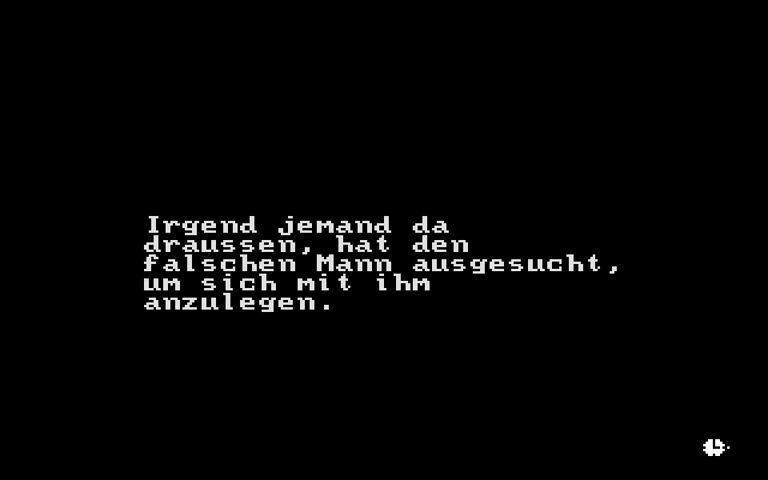 Irgend jemand da
draussen, hat den
falschen Mann ausgesucht,
um sich mit ihm
anzulegen.